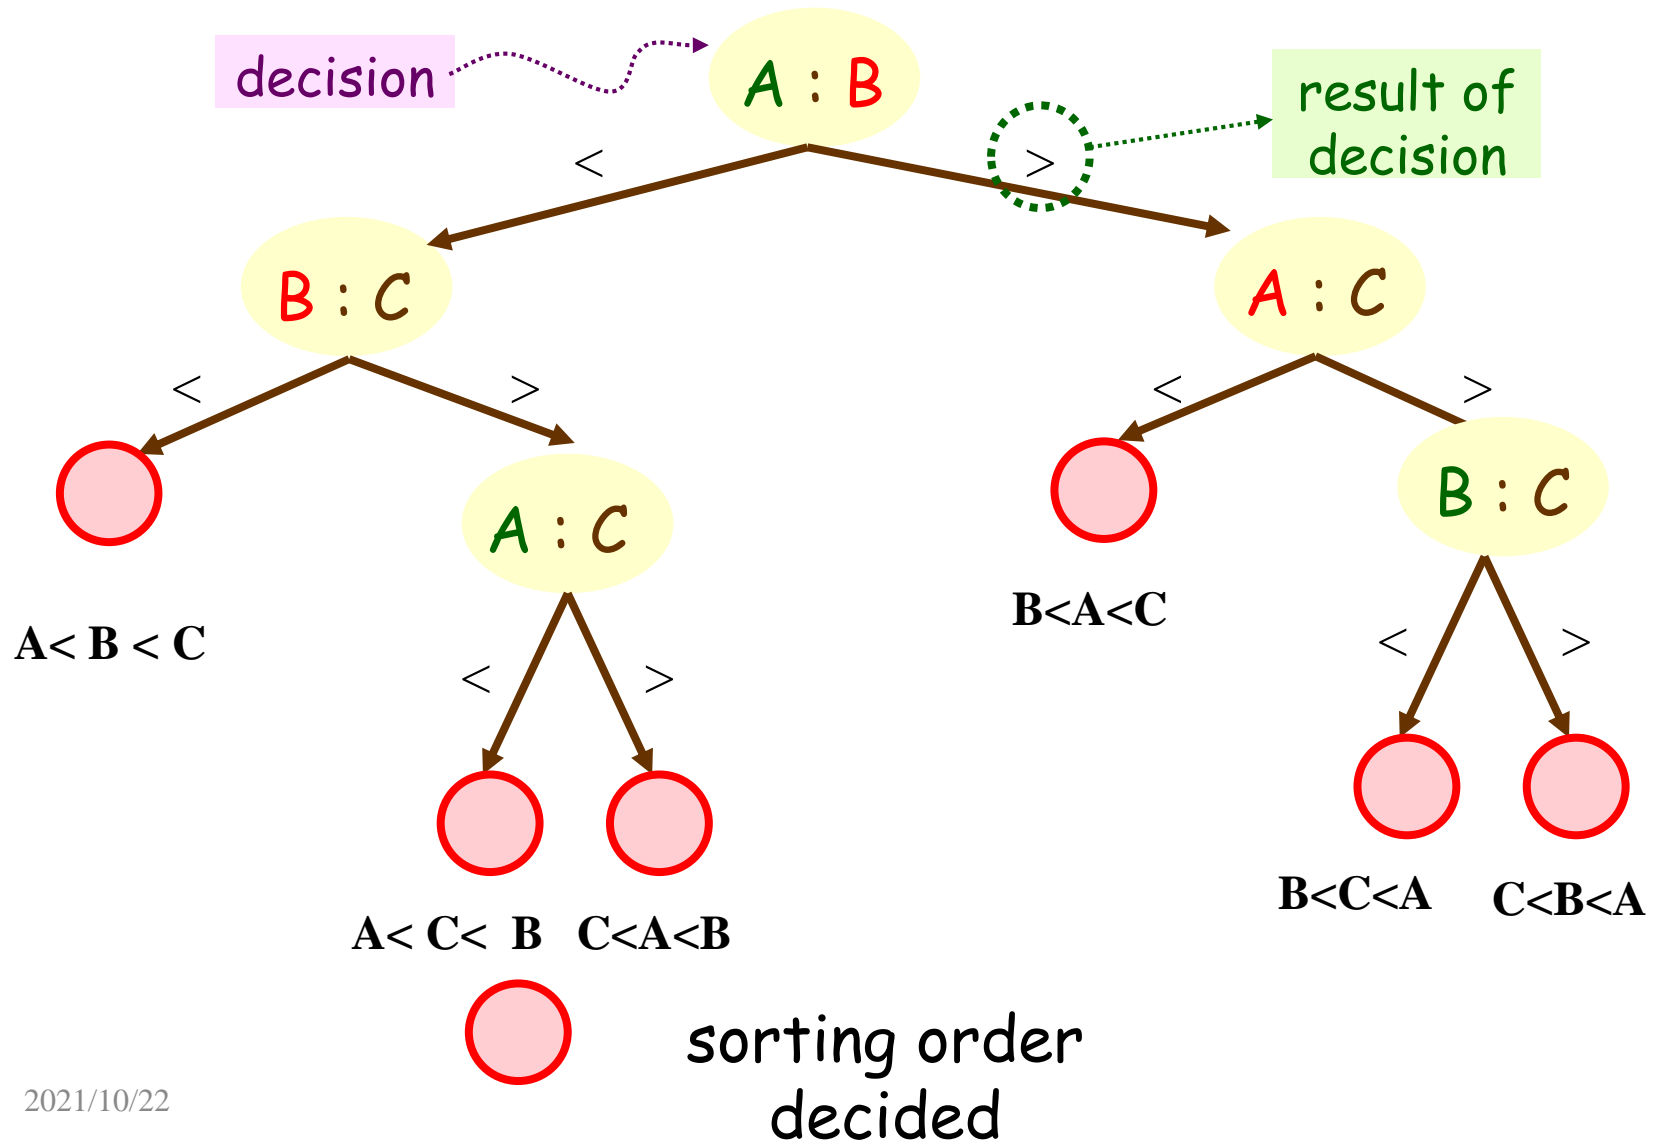 decision
A : B
result of
decision
<
>
B : C
A : C
<
>
<
>
A : C
B : C
A< B < C
B<A<C
<
>
<
>
A< C< B
C<A<B
B<C<A
C<B<A
sorting order
decided
2021/10/22